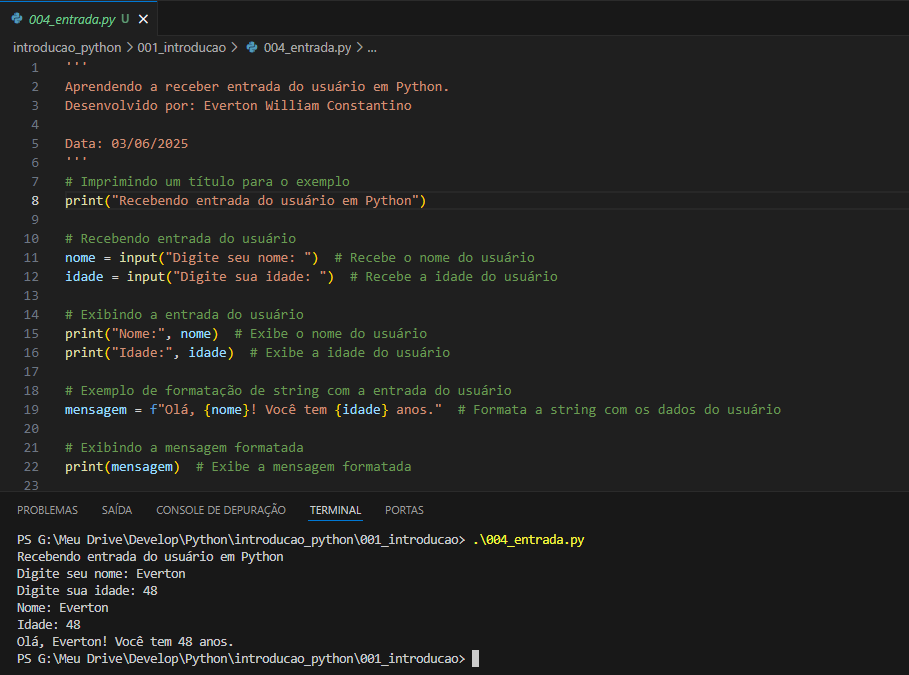 004_entrada.py U
introducao_python > 001_introducao > 004_entrada.py > ...
1 '''
2 Aprendendo a receber entrada do usuário em Python.
3 Desenvolvido por: Everton William Constantino
4
5 Data: 03/06/2025
6 '''
7 # Imprimindo um título para o exemplo
8 print("Recebendo entrada do usuário em Python")
9
10 # Recebendo entrada do usuário
11 nome = input("Digite seu nome: ")  # Recebe o nome do usuário
12 idade = input("Digite sua idade: ")  # Recebe a idade do usuário
13
14 # Exibindo a entrada do usuário
15 print("Nome:", nome)  # Exibe o nome do usuário
16 print("Idade:", idade)  # Exibe a idade do usuário
17
18 # Exemplo de formatação de string com a entrada do usuário
19 mensagem = f"Olá, {nome}! Você tem {idade} anos."  # Formata a string com os dados do usuário
20
21 # Exibindo a mensagem formatada
22 print(mensagem)  # Exibe a mensagem formatada
23
PROBLEMAS SAÍDA CONSOLE DE DEPURAÇÃO TERMINAL PORTAS
PS G:\Meu Drive\Develop\Python\introducao_python\001_introducao> .\004_entrada.py
Recebendo entrada do usuário em Python
Digite seu nome: Everton
Digite sua idade: 48
Nome: Everton
Idade: 48
Olá, Everton! Você tem 48 anos.
PS G:\Meu Drive\Develop\Python\introducao_python\001_introducao>